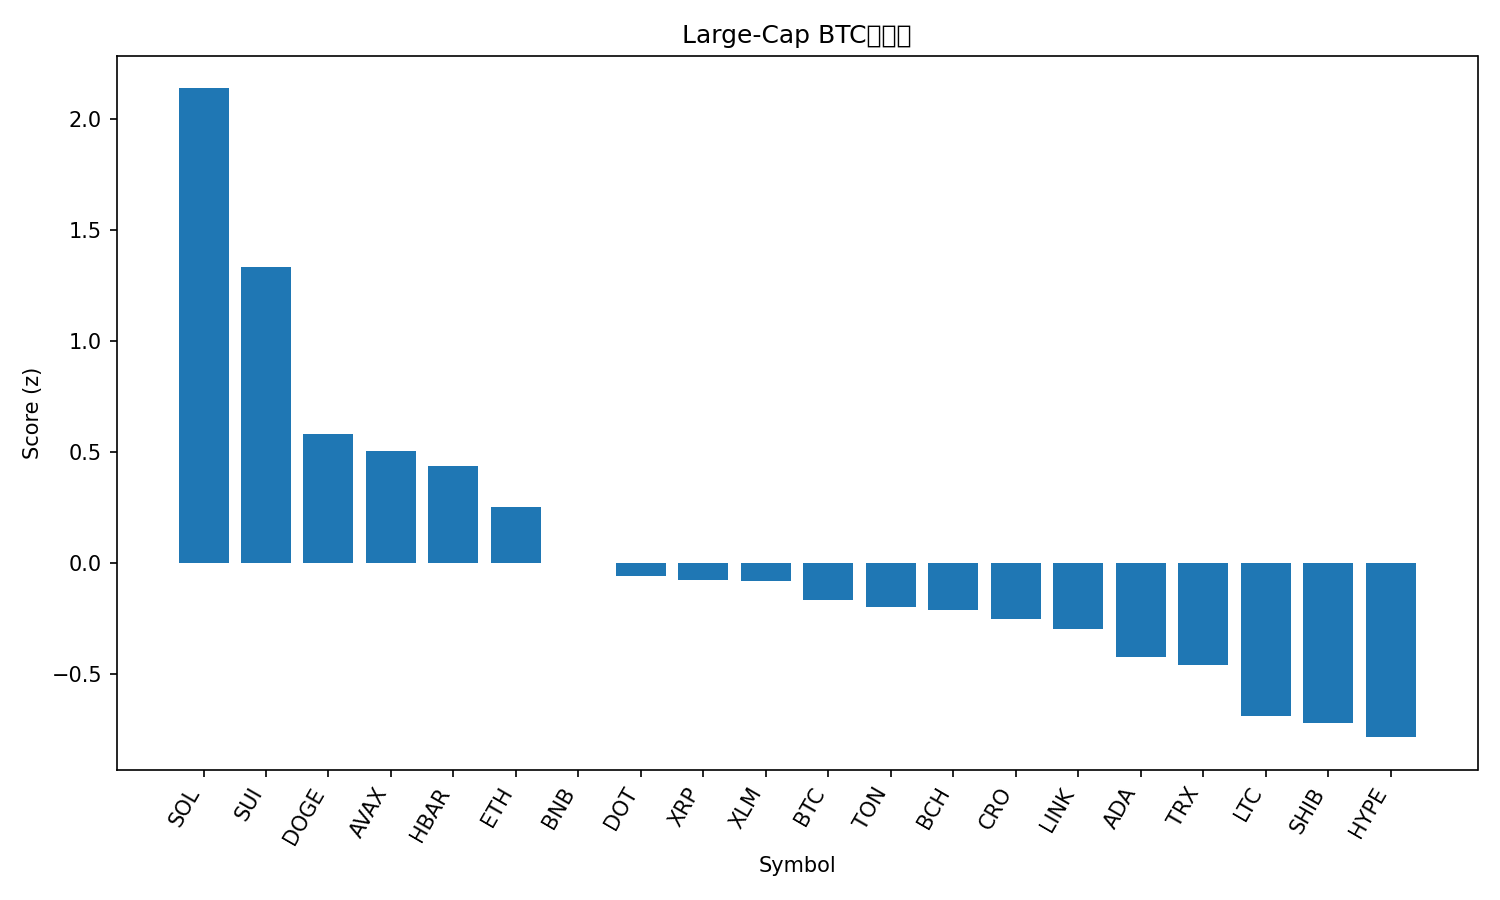 Large-Cap BTC
2.0
1.5
1.0
0.5
0.0
−0.5
Score (z)
SOL
SUI
DOGE
AVAX
HBAR
ETH
BNB
DOT
XRP
XLM
BTC
TON
BCH
CRO
LINK
ADA
TRX
LTC
SHIB
HYPE
Symbol